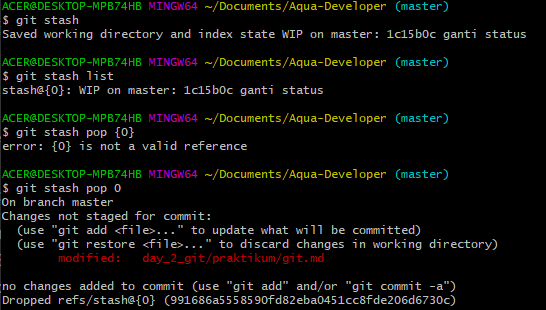 ACER@DESKTOP-MPB74HB MINGW64 ~/Documents/Aqua-Developer (master)
$ git stash
Saved working directory and index state WIP on master: 1c15b0c ganti status

ACER@DESKTOP-MPB74HB MINGW64 ~/Documents/Aqua-Developer (master)
$ git stash list
stash@{0}: WIP on master: 1c15b0c ganti status

ACER@DESKTOP-MPB74HB MINGW64 ~/Documents/Aqua-Developer (master)
$ git stash pop {0}
error: {0} is not a valid reference

ACER@DESKTOP-MPB74HB MINGW64 ~/Documents/Aqua-Developer (master)
$ git stash pop 0
On branch master
Changes not staged for commit:
  (use "git add <file>..." to update what will be committed)
  (use "git restore <file>..." to discard changes in working directory)
        modified:   day_2_git/praktikum/git.md

no changes added to commit (use "git add" and/or "git commit -a")
Dropped refs/stash@{0} (991686a5558590fd82eba0451cc8fde206d6730c)